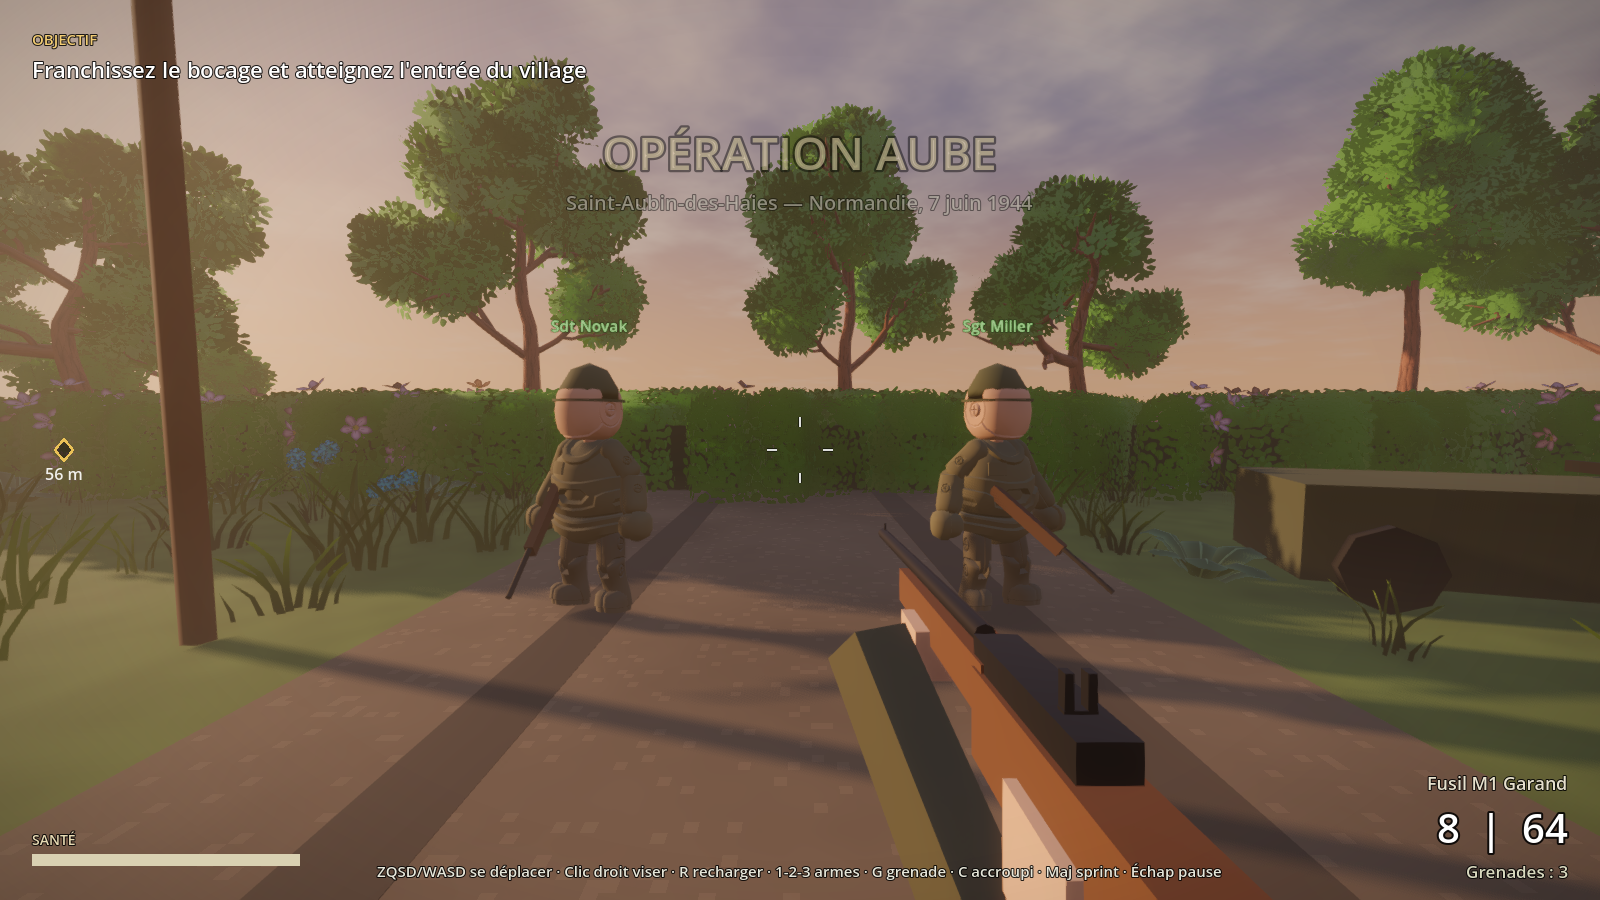 OBJECTIF
Franchissez le bocage et atteignez l'entrée du village
OPÉRATION AUBE
Saint-Aubin-des-Haies — Normandie, 7 juin 1944
Sdt Novak
Sgt Miller
56 m
Fusil M1 Garand
8 | 64
Grenades : 3
SANTÉ
ZQSD/WASD se déplacer · Clic droit viser · R recharger · 1-2-3 armes · G grenade · C accroupi · Maj sprint · Échap pause